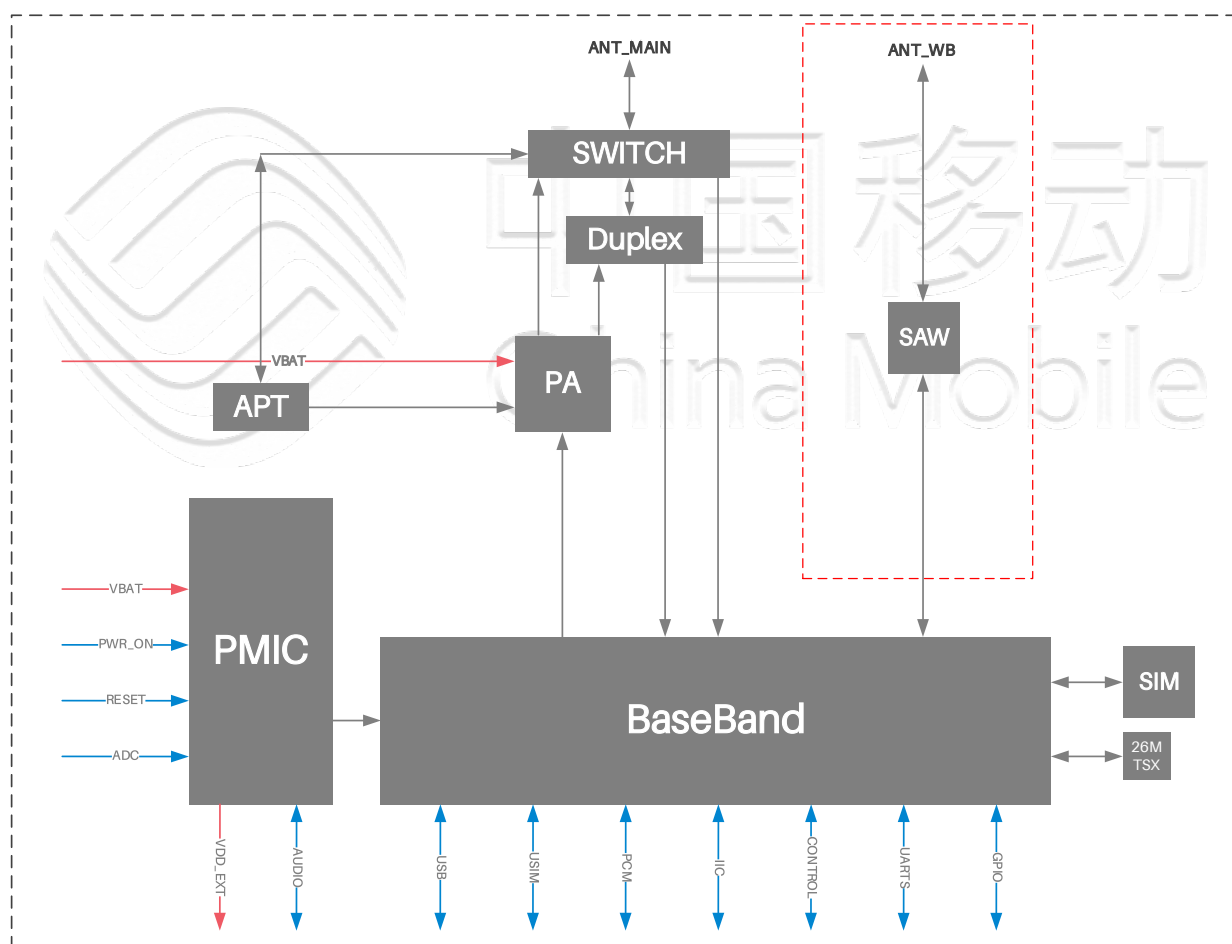 ANT_MAIN
ANT_WB
中国移动
China Mobile
SWITCH
Duplex
SAW
VBAT
PA
APT
PMIC
VBAT
PWR_ON
RESET
ADC
BaseBand
SIM
26M
TSX
VDD_EXT
AUDIO
USB
USIM
PCM
IIC
CONTROL
UARTS
GPIO